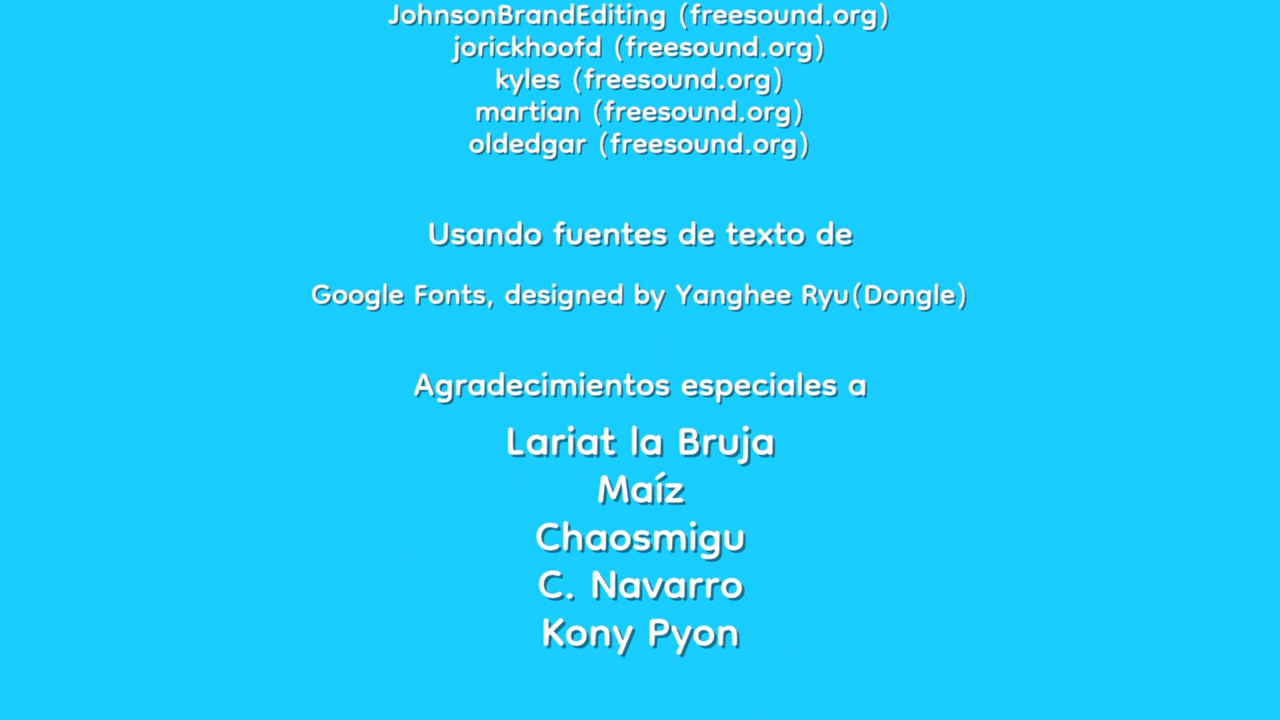 JohnsonBrandEditing (freesound.org)
jorickhoofd (freesound.org)
kyles (freesound.org)
martian (freesound.org)
oldedgar (freesound.org)
Usando fuentes de texto de
Google Fonts, designed by Yanghee Ryu(Dongle)
Agradecimientos especiales a
Lariat la Bruja
Maíz
Chaosmigu
C. Navarro
Kony Pyon